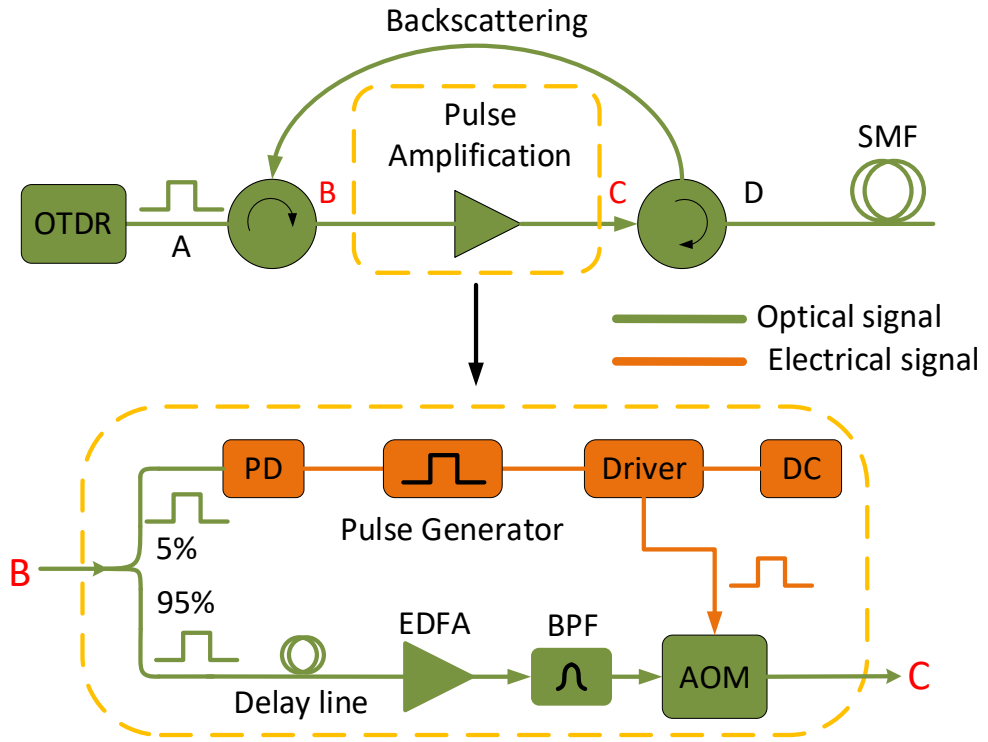 Backscattering
Pulse
Amplification
SMF
OTDR
A
B
C
D
Optical signal
Electrical signal
PD
Driver
DC
Pulse Generator
5%
B
95%
EDFA
BPF
Delay line
AOM
C